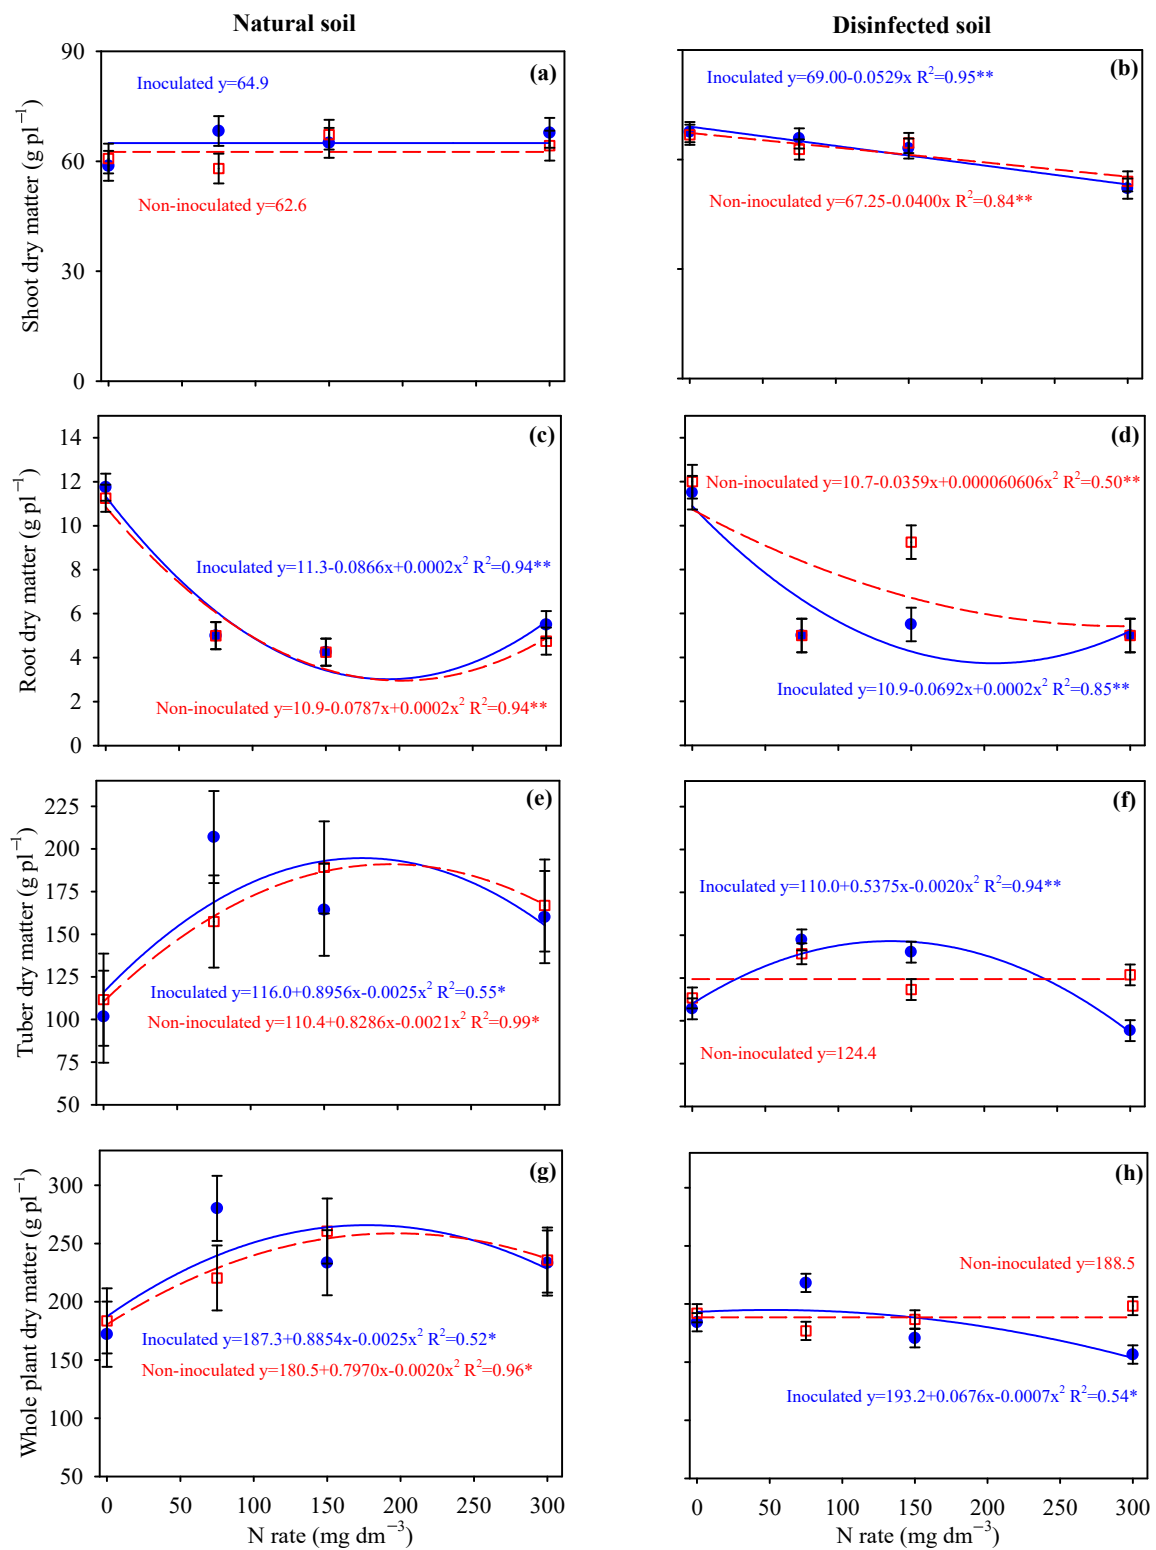 Natural soil
Disinfected soil
Shoot dry matter (g pl⁻¹)
90
60
30
0
(a)
Inoculated y=64.9
Non-inoculated y=62.6
(b)
Inoculated y=69.00-0.0529x R²=0.95**
Non-inoculated y=67.25-0.0400x R²=0.84**
Root dry matter (g pl⁻¹)
14
12
10
8
6
4
2
0
(c)
Inoculated y=11.3-0.0866x+0.0002x² R²=0.94**
Non-inoculated y=10.9-0.0787x+0.0002x² R²=0.94**
(d)
Non-inoculated y=10.7-0.0359x+0.000060606x² R²=0.50**
Inoculated y=10.9-0.0692x+0.0002x² R²=0.85**
Tuber dry matter (g pl⁻¹)
225
200
175
150
125
100
75
50
(e)
Inoculated y=116.0+0.8956x-0.0025x² R²=0.55*
Non-inoculated y=110.4+0.8286x-0.0021x² R²=0.99*
(f)
Inoculated y=110.0+0.5375x-0.0020x² R²=0.94**
Non-inoculated y=124.4
Whole plant dry matter (g pl⁻¹)
300
250
200
150
100
50
(g)
Inoculated y=187.3+0.8854x-0.0025x² R²=0.52*
Non-inoculated y=180.5+0.7970x-0.0020x² R²=0.96*
0 50 100 150 200 250 300
N rate (mg dm⁻³)
(h)
Non-inoculated y=188.5
Inoculated y=193.2+0.0676x-0.0007x² R²=0.54*
0 50 100 150 200 250 300
N rate (mg dm⁻³)